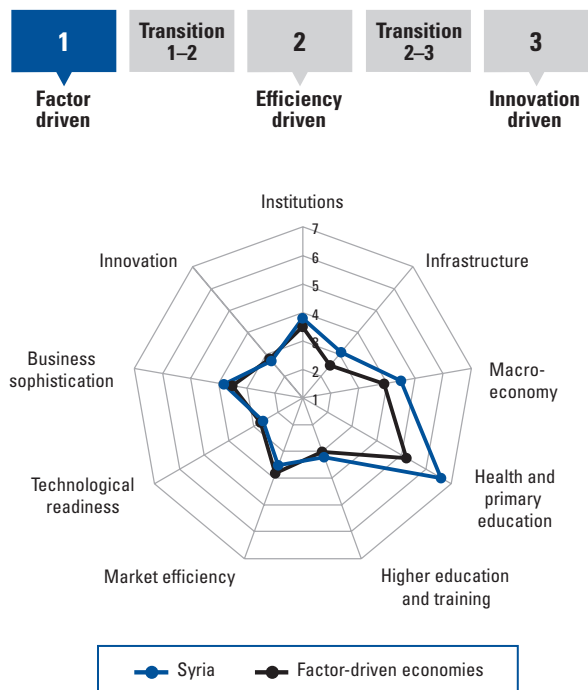 1
Transition
1–2
2
Transition
2–3
3
Factor
driven
Efficiency
driven
Innovation
driven
Institutions
7
Innovation
6
Infrastructure
5
4
Business
sophistication
3
Macro-
economy
2
1
Technological
readiness
Health and
primary
education
Market efficiency
Higher education
and training
Syria
Factor-driven economies